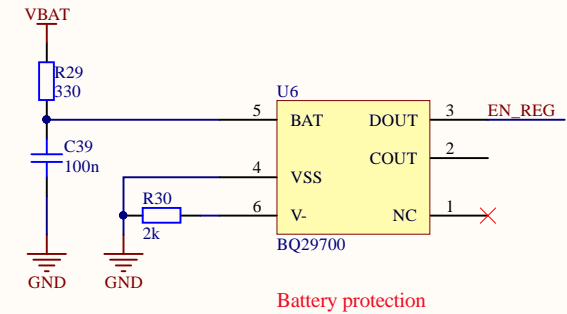 VBAT
R29
330
C39
100n
GND
GND
R30
2k
U6
5 BAT DOUT 3 EN_REG
COUT 2
4 VSS
6 V- NC 1
BQ29700
Battery protection